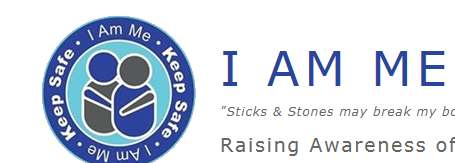 • I Am Me •
Keep Safe
Keep Safe
• I Am Me •
I AM ME
"Sticks & Stones may break my bo
Raising Awareness of